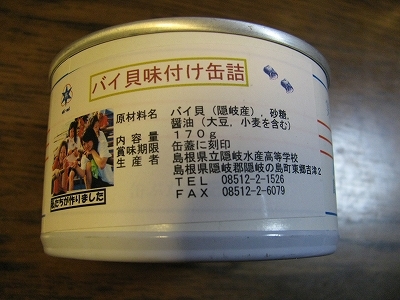 バイ貝味付け缶詰
原材料名 バイ貝（隠岐産），砂糖，
醤油（大豆，小麦を含む）
内容量 170g
賞味期限 缶蓋に刻印
生産者 島根県立隠岐水産高等学校
島根県隠岐郡隠岐の島町東郷吉津2
TEL 08512-2-1526
FAX 08512-2-6079
私たちが作りました